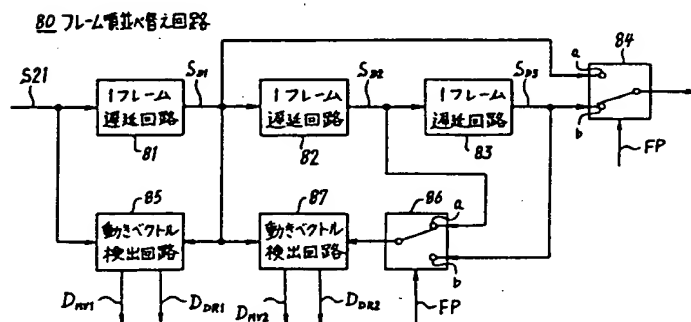 80 フレーム順並べ替え回路
S21
1フレーム
遅延回路
81
SD1
1フレーム
遅延回路
82
SD2
1フレーム
遅延回路
83
SD3
a
b
84
FP
85
動きベクトル
検出回路
DMV1
DDR1
87
動きベクトル
検出回路
DMV2
DDR2
86
a
b
FP